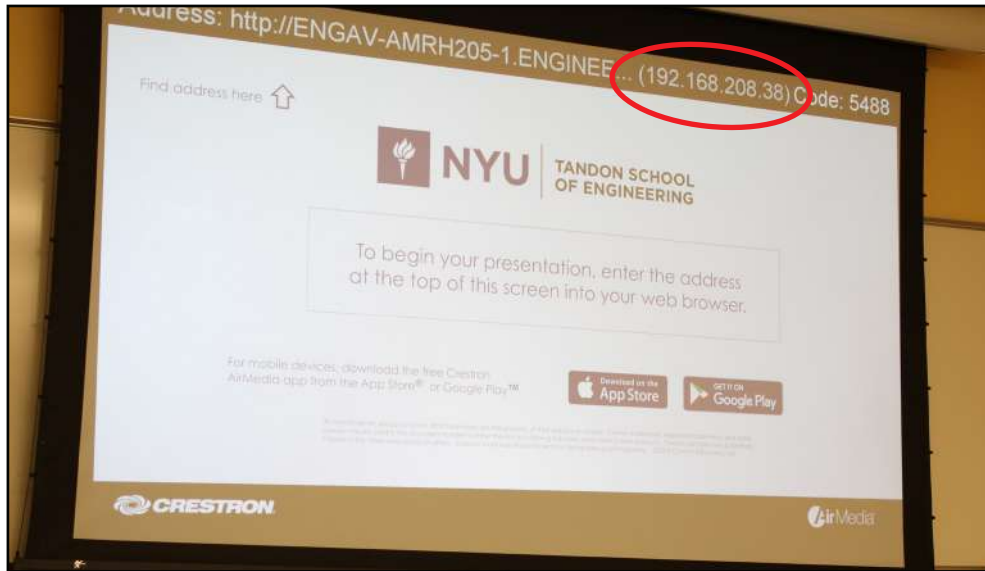 Address: http://ENGAV-AMRH205-1.ENGINEE... (192.168.208.38) Code: 5488
Find address here
NYU
TANDON SCHOOL
OF ENGINEERING
To begin your presentation, enter the address
at the top of this screen into your web browser.
For mobile devices, download the free Crestron
AirMedia app from the App Store® or Google Play™
Download on the
App Store
GET IT ON
Google Play
CRESTRON
AirMedia